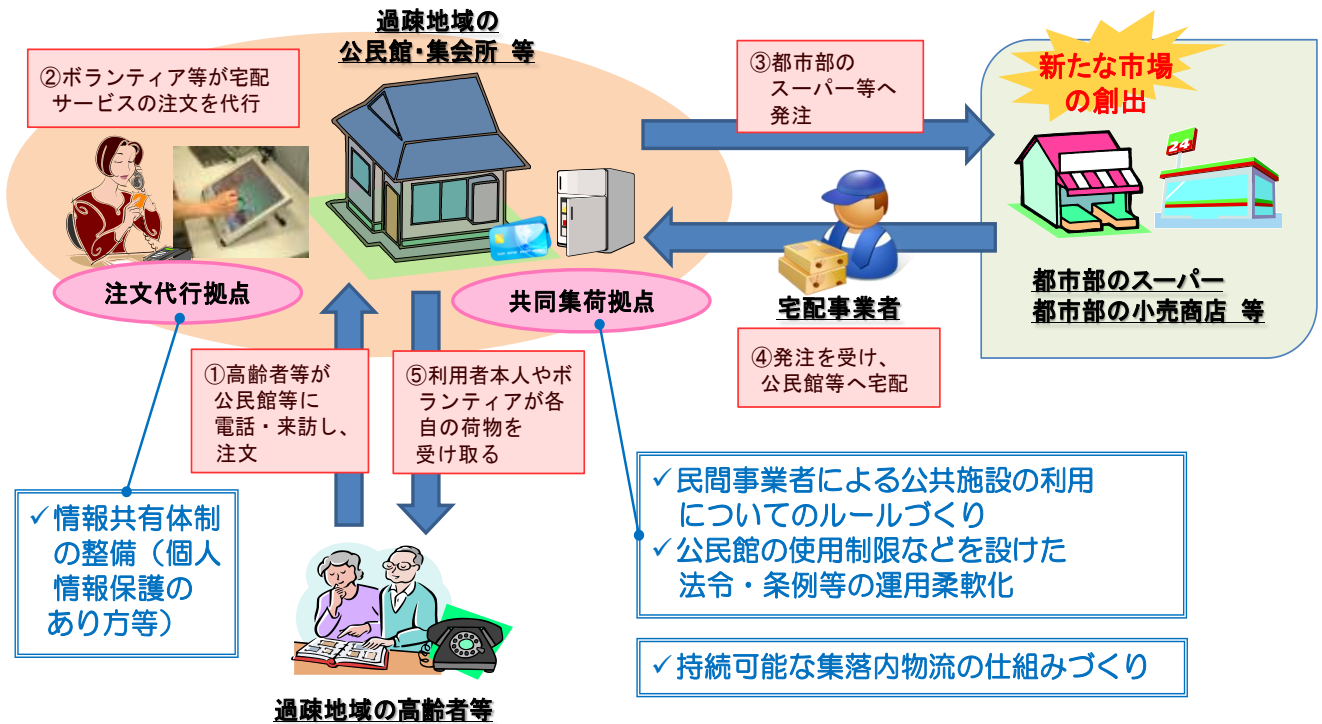 過疎地域の
公民館・集会所 等
②ボランティア等が宅配
サービスの注文を代行
③都市部の
スーパー等へ
発注
新たな市場
の創出
24
都市部のスーパー
都市部の小売商店 等
注文代行拠点
共同集荷拠点
宅配事業者
④発注を受け、
公民館等へ宅配
①高齢者等が
公民館等に
電話・来訪し、
注文
⑤利用者本人やボ
ランティアが各
自の荷物を
受け取る
✓情報共有体制
の整備（個人
情報保護の
あり方等）
✓民間事業者による公共施設の利用
についてのルールづくり
✓公民館の使用制限などを設けた
法令・条例等の運用柔軟化
✓持続可能な集落内物流の仕組みづくり
過疎地域の高齢者等